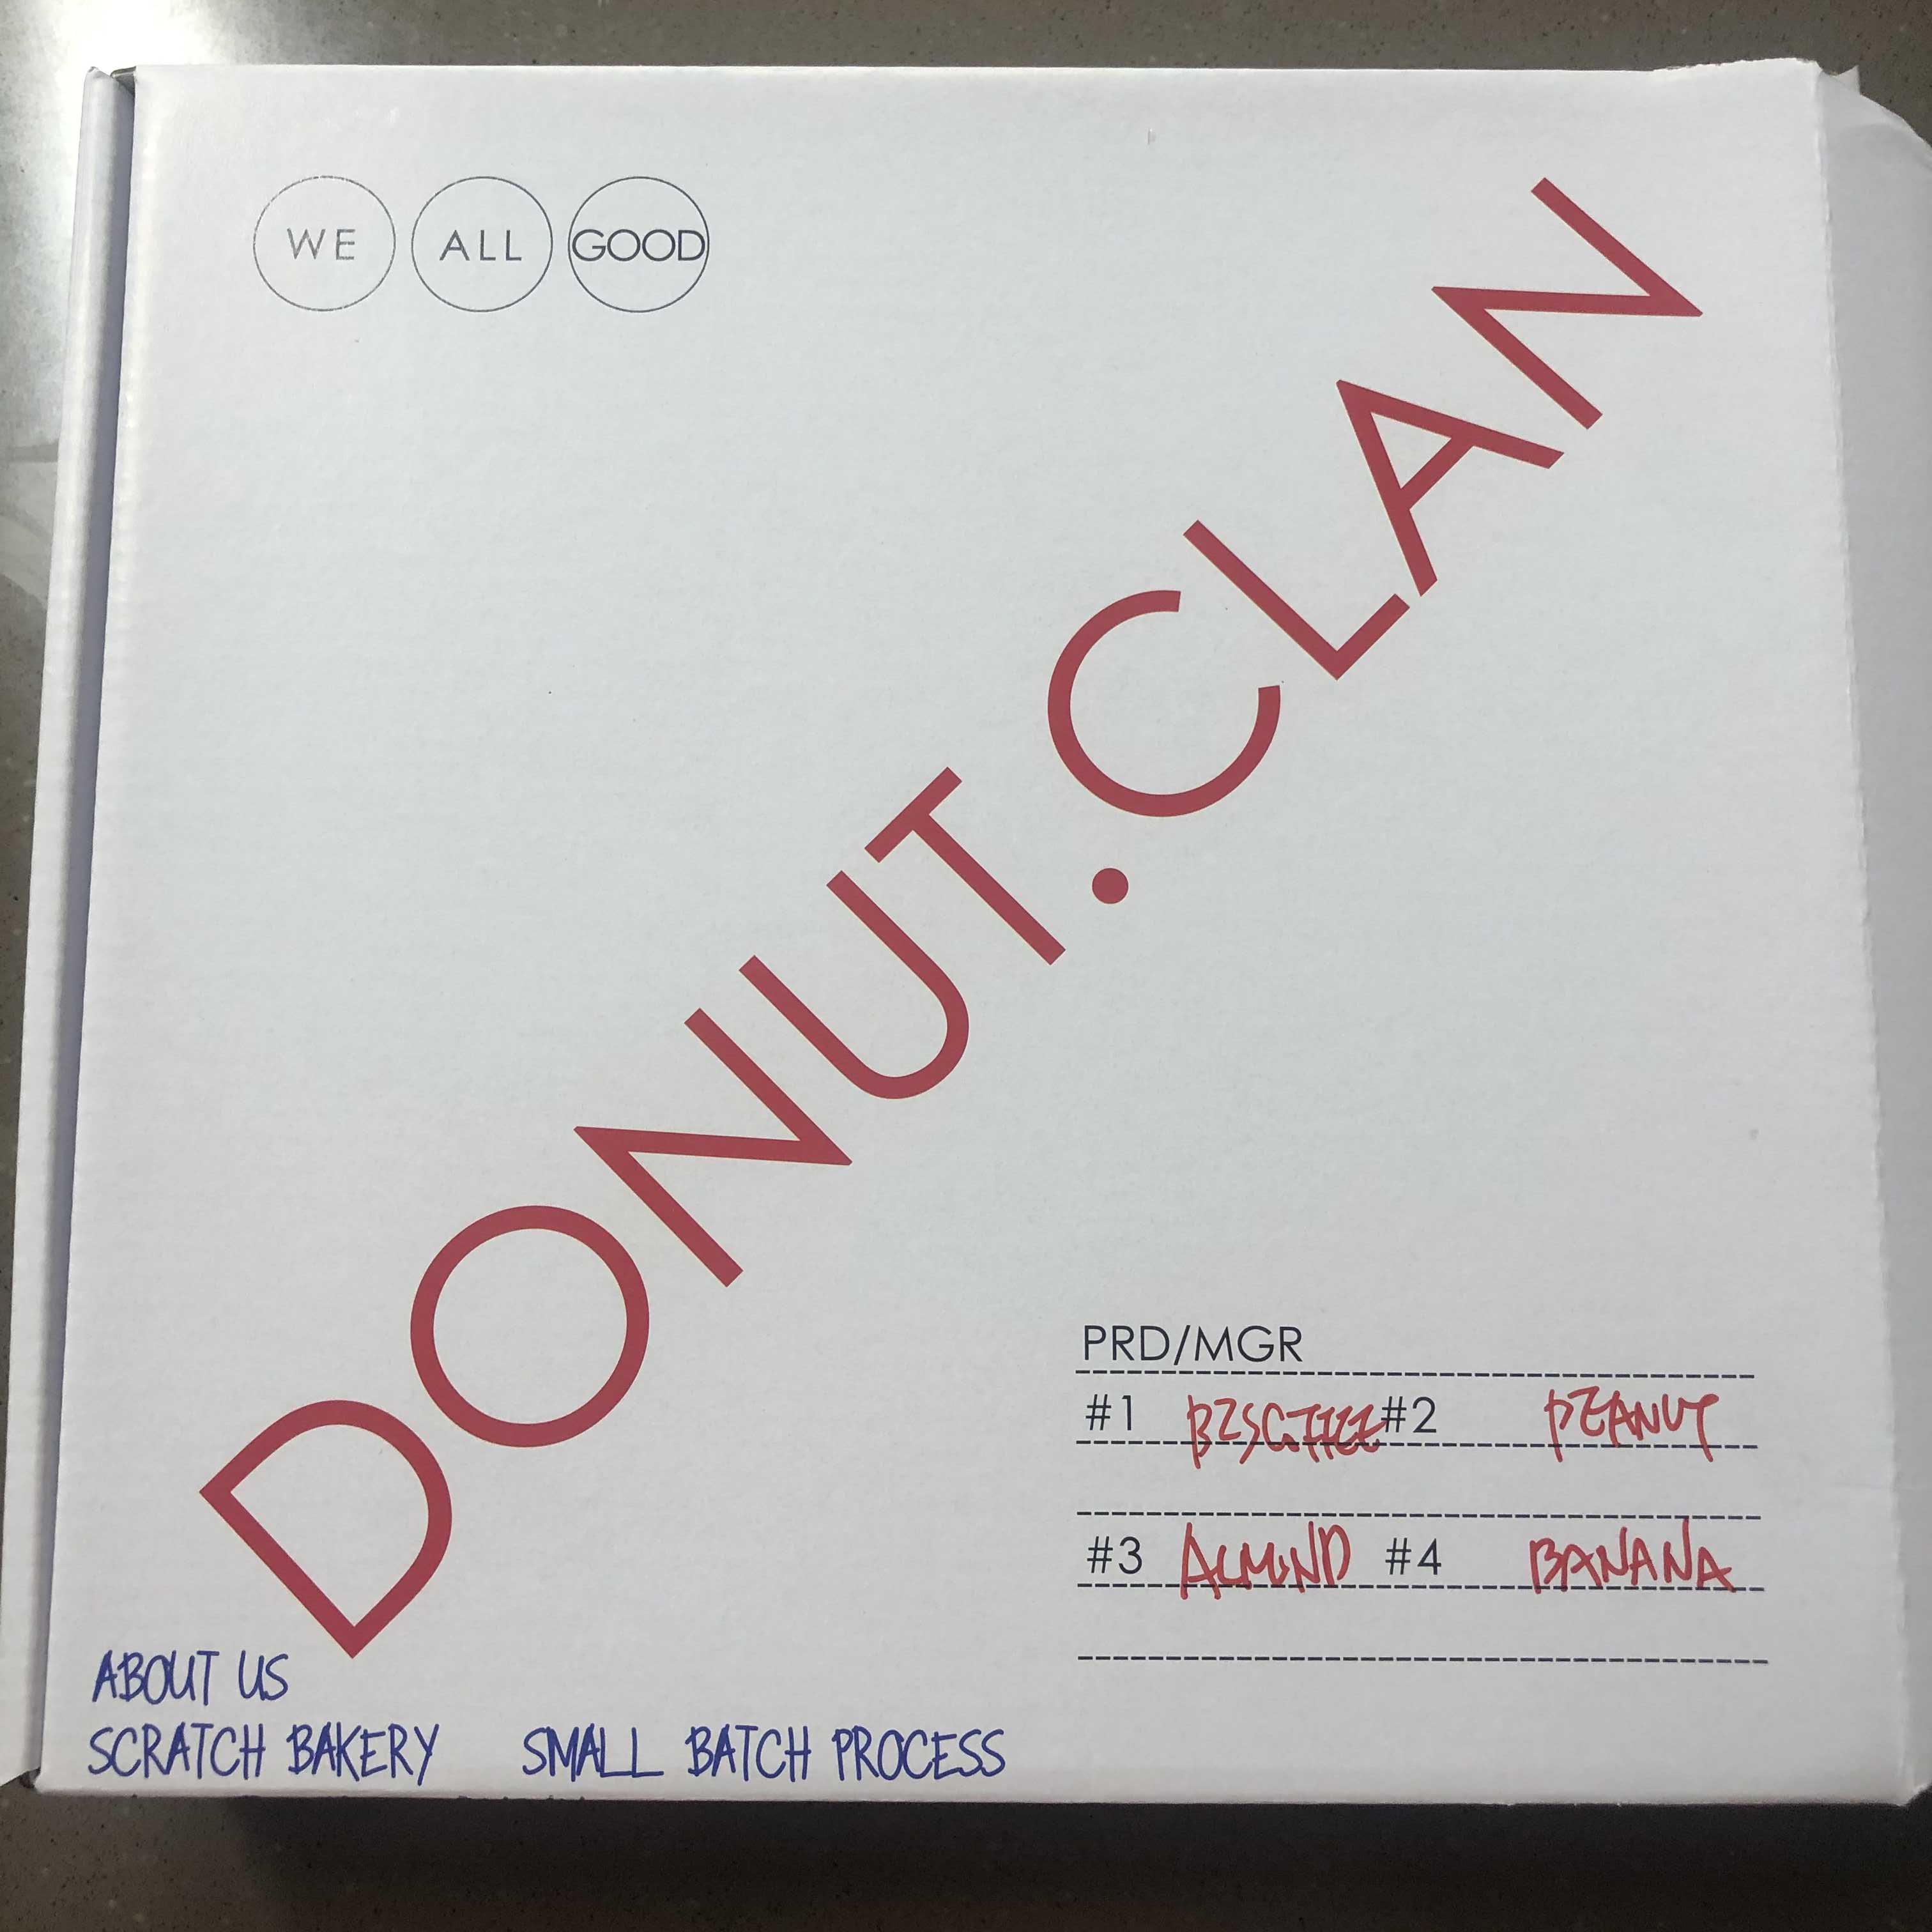 WE ALL GOOD
DONUT.CLAN
PRD/MGR
#1 #2 PEANUT
#3 ALMOND #4 BANANA
ABOUT US
SCRATCH BAKERY SMALL BATCH PROCESS